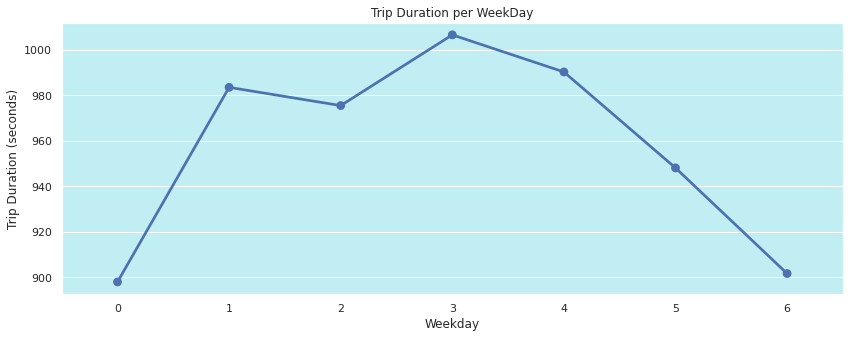 Trip Duration per WeekDay
Trip Duration (seconds)
1000
980
960
940
920
900
0 1 2 3 4 5 6
Weekday